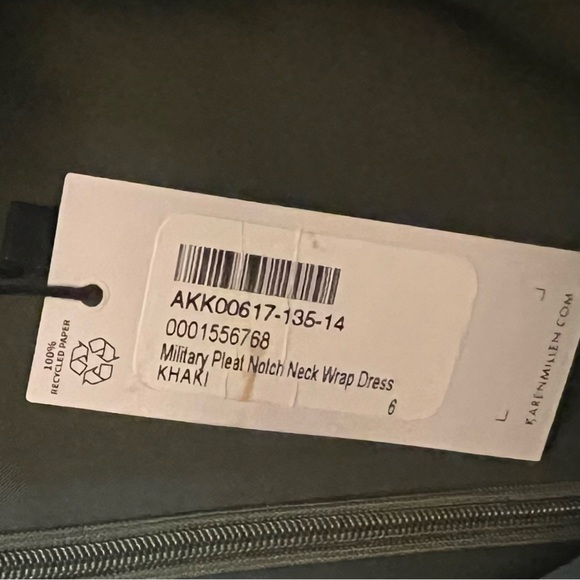 AKK00617-135-14
0001556768
Military Pleat Notch Neck Wrap Dress
KHAKI
6
100%
RECYCLED PAPER
KARENMILLEN.COM